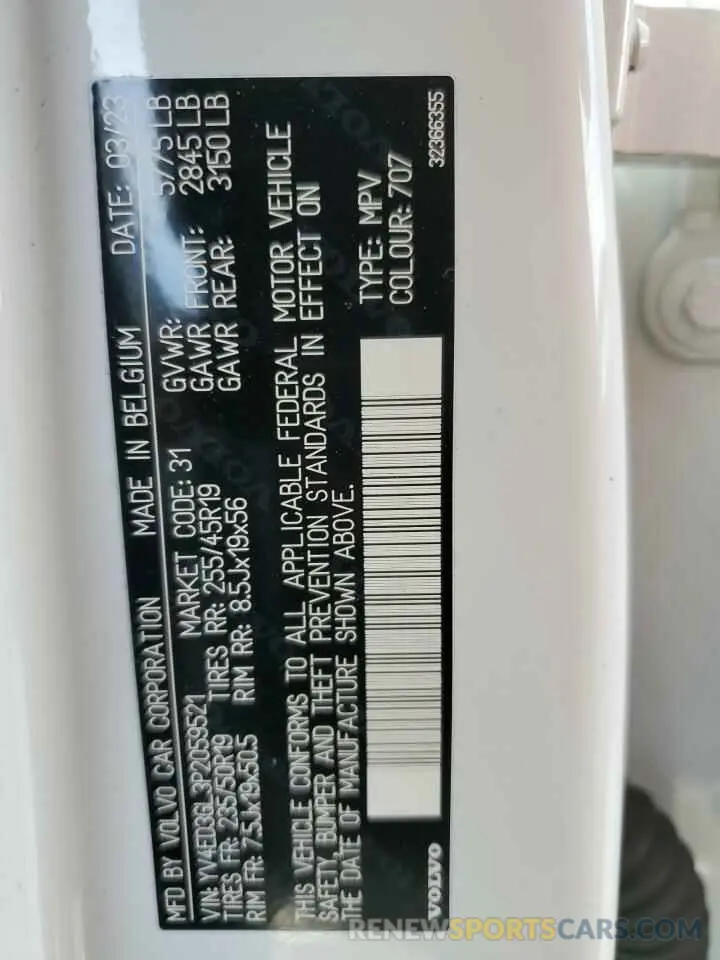 MFD BY VOLVO CAR CORPORATION MADE IN BELGIUM DATE: 03/23
VIN: YV4ED3GL3P2059521 MARKET CODE: 31 GVWR: 5775 LB
TIRES FR: 235/50R19 TIRES RR: 255/45R19 GAWR FRONT: 2845 LB
RIM FR: 7.5Jx19x50.5 RIM RR: 8.5Jx19x56 GAWR REAR: 3150 LB
THIS VEHICLE CONFORMS TO ALL APPLICABLE FEDERAL MOTOR VEHICLE
SAFETY, BUMPER AND THEFT PREVENTION STANDARDS IN EFFECT ON
THE DATE OF MANUFACTURE SHOWN ABOVE.
TYPE: MPV
COLOUR: 707
VOLVO
32366355
RENEWSPORTSCARS.COM